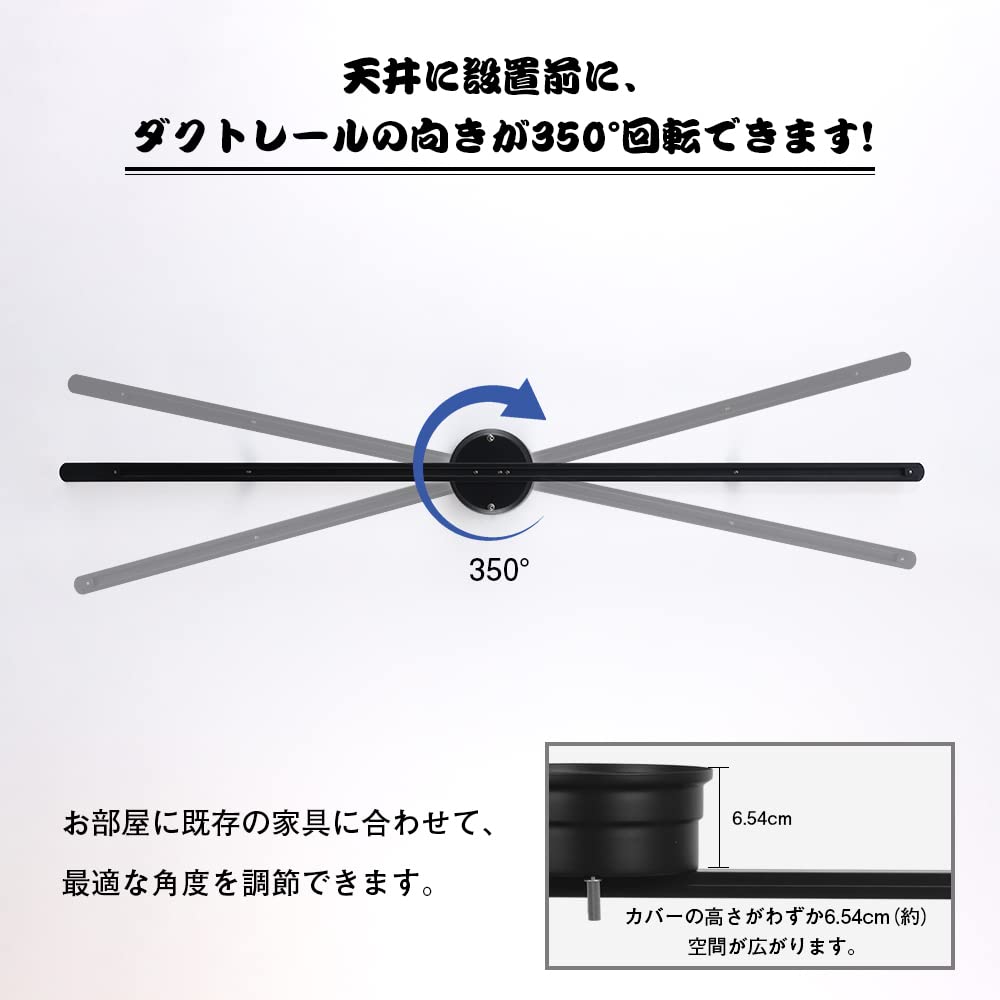 天井に設置前に、
ダクトレールの向きが350°回転できます!
350°
お部屋に既存の家具に合わせて、
最適な角度を調節できます。
6.54cm
カバーの高さがわずか6.54cm(約)
空間が広がります。